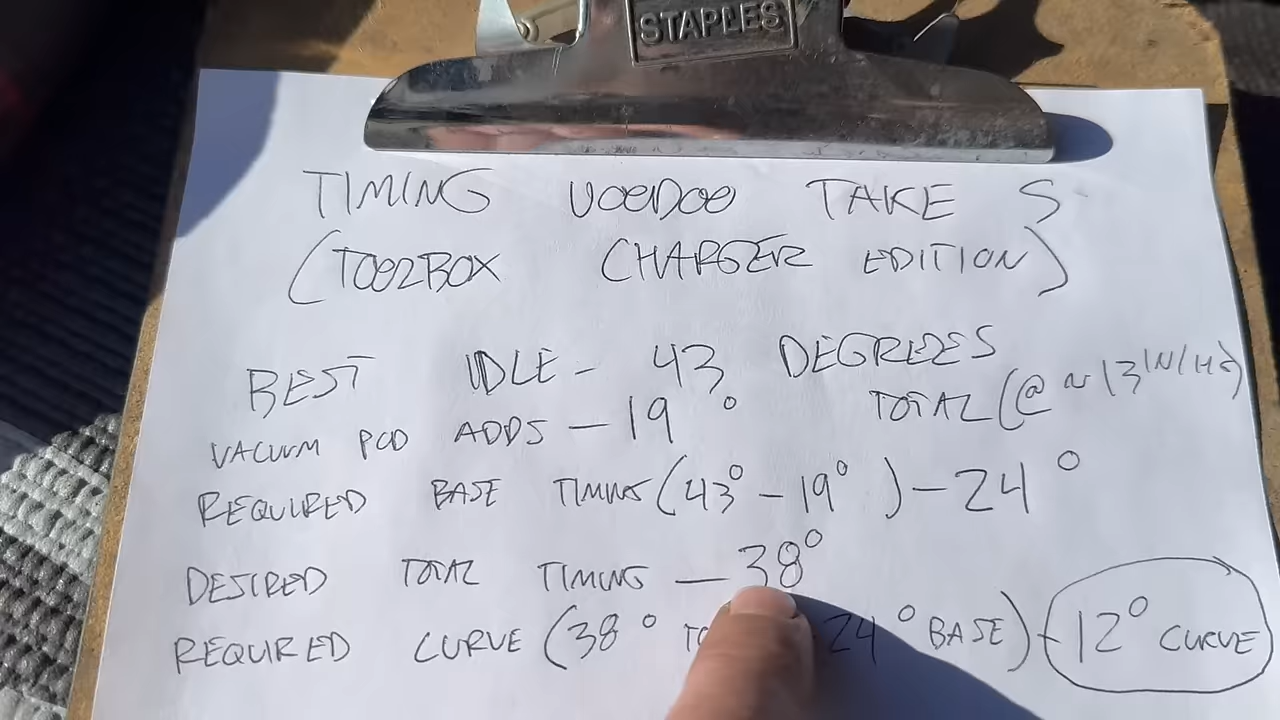 STAPLES
TIMING VOODOO TAKE 5
(TOOLBOX CHARGER EDITION)
BEST IDLE - 43 DEGREES
TOTAL (@ ~13 IN/HG)
VACUUM POD ADDS - 19°
REQUIRED BASE TIMING (43° - 19°) - 24°
DESIRED TOTAL TIMING - 38°
REQUIRED CURVE (38° 24° BASE) - 12° CURVE